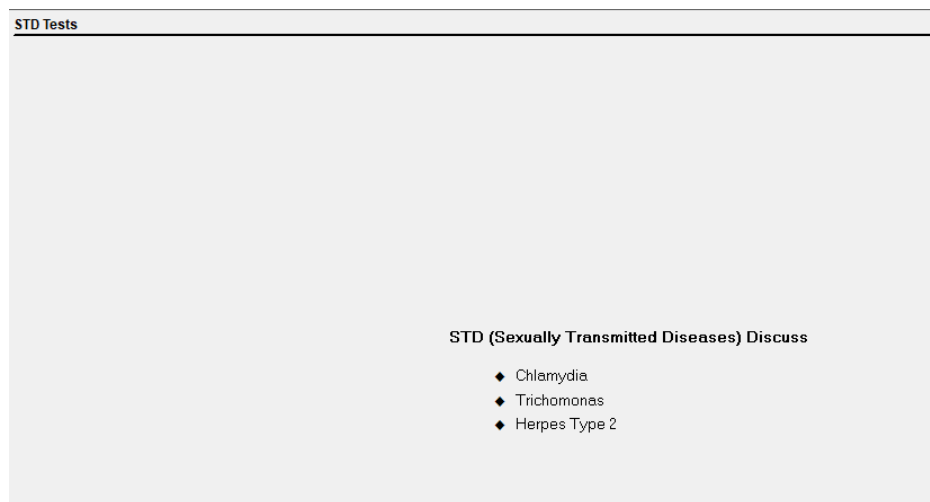 STD Tests
STD (Sexually Transmitted Diseases) Discuss
◆ Chlamydia
◆ Trichomonas
◆ Herpes Type 2